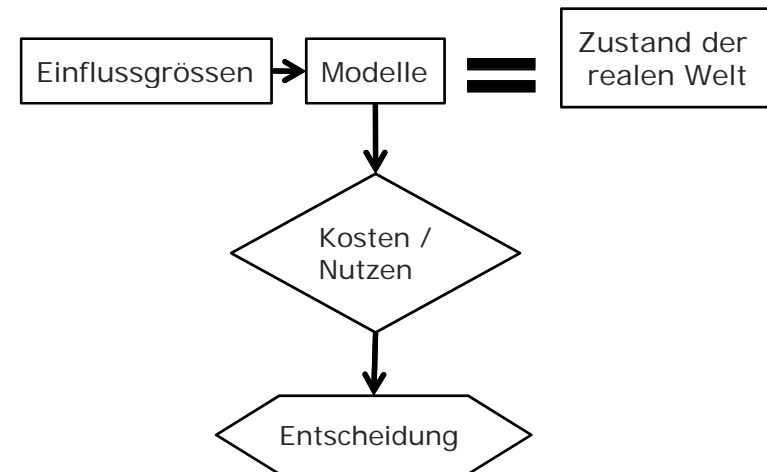 Einflussgrössen
Modelle
Zustand der
realen Welt
Kosten /
Nutzen
Entscheidung